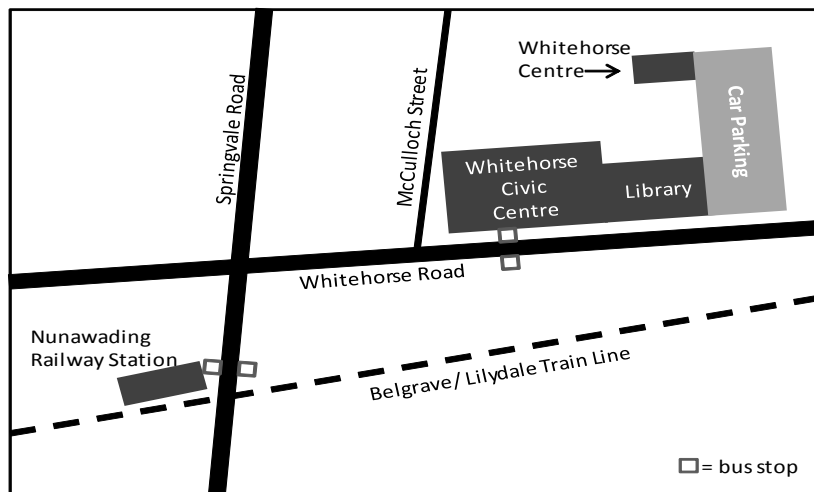 Whitehorse
Centre
Springvale Road
McCulloch Street
Car Parking
Whitehorse
Civic
Centre
Library
Whitehorse Road
Nunawading
Railway Station
Belgrave/ Lilydale Train Line
= bus stop